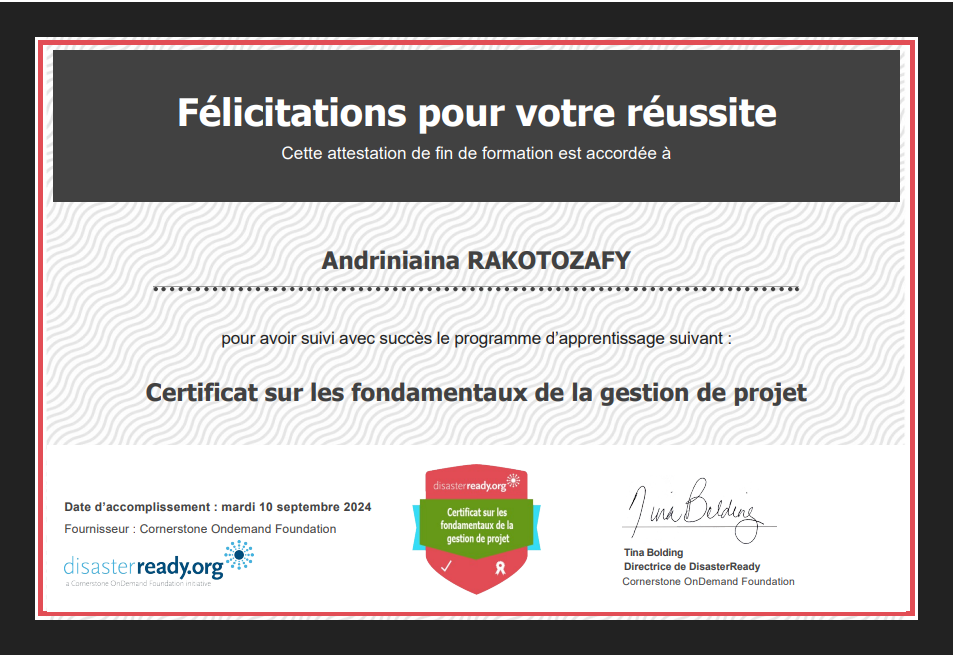 Félicitations pour votre réussite
Cette attestation de fin de formation est accordée à
Andriniaina RAKOTOZAFY
pour avoir suivi avec succès le programme d'apprentissage suivant :
Certificat sur les fondamentaux de la gestion de projet
Date d'accomplissement : mardi 10 septembre 2024
Fournisseur : Cornerstone Ondemand Foundation
disasterready.org
a Cornerstone OnDemand Foundation initiative
disasterready.org
Certificat sur les
fondamentaux de la
gestion de projet
Tina Belding
Tina Bolding
Directrice de DisasterReady
Cornerstone OnDemand Foundation